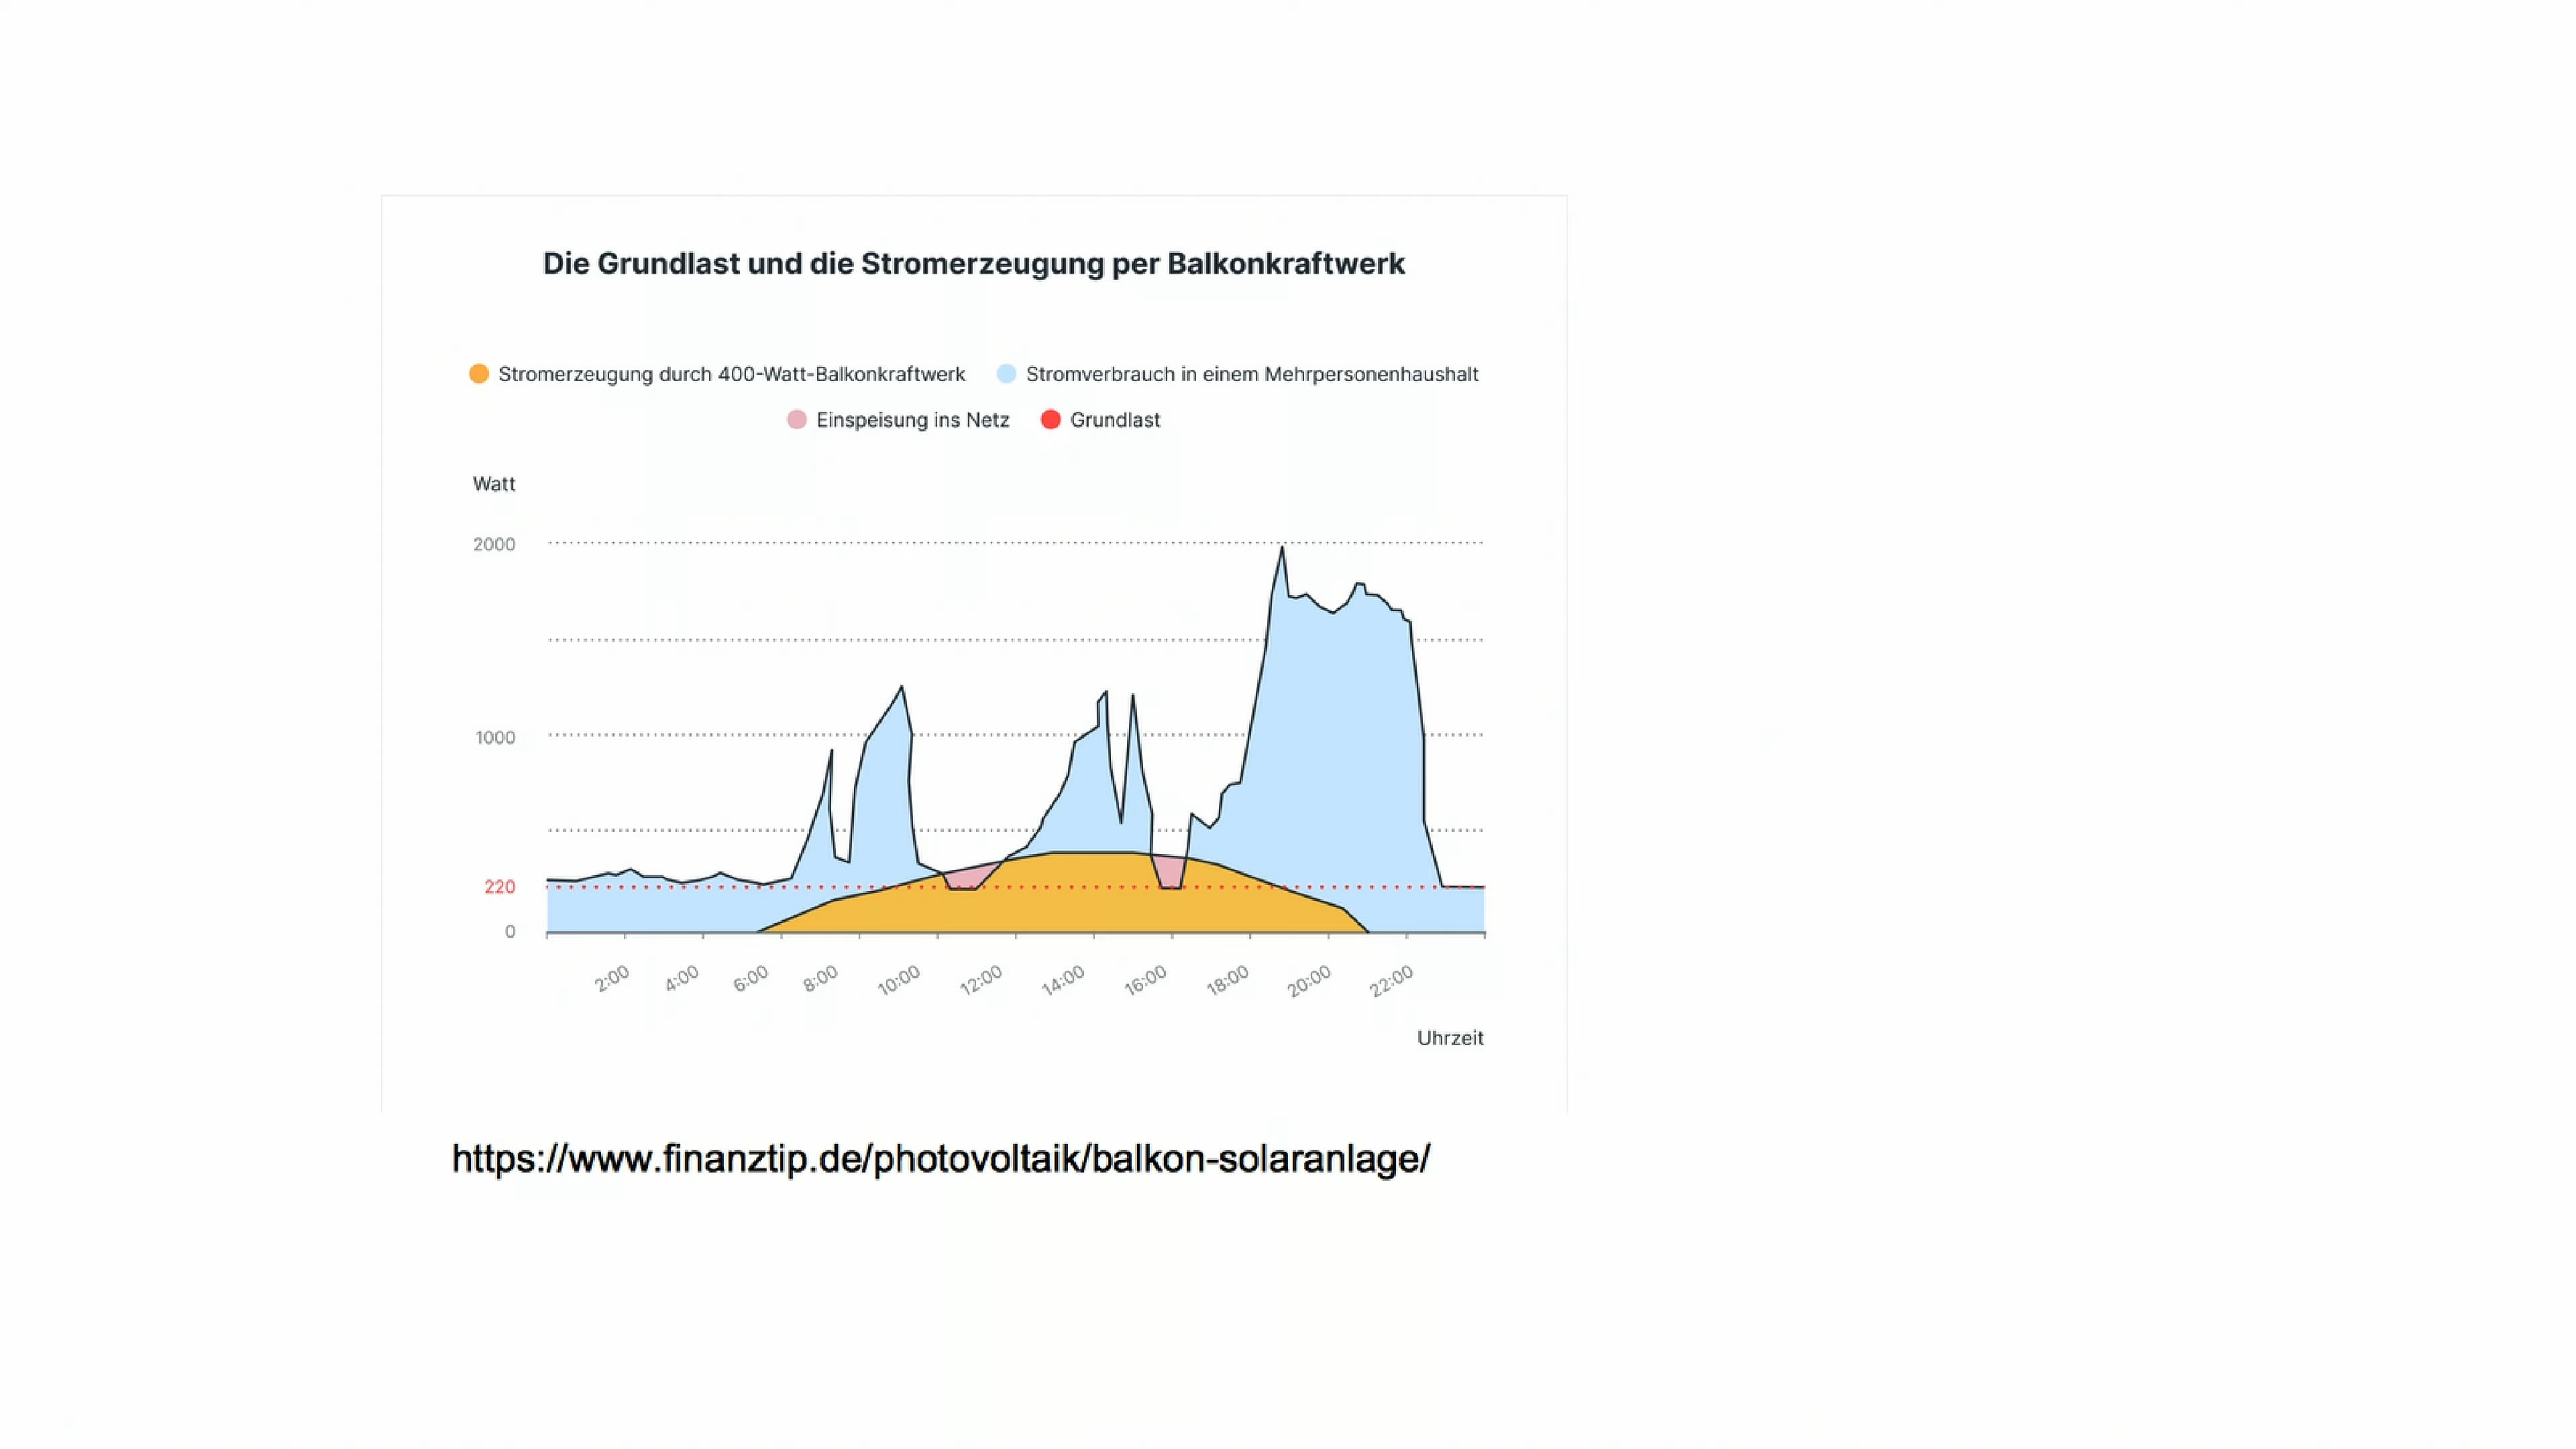 Die Grundlast und die Stromerzeugung per Balkonkraftwerk
Stromerzeugung durch 400-Watt-Balkonkraftwerk Stromverbrauch in einem Mehrpersonenhaushalt
Einspeisung ins Netz Grundlast
Watt
2000
1000
220
0
2:00 4:00 6:00 8:00 10:00 12:00 14:00 16:00 18:00 20:00 22:00
Uhrzeit
https://www.finanztip.de/photovoltaik/balkon-solaranlage/